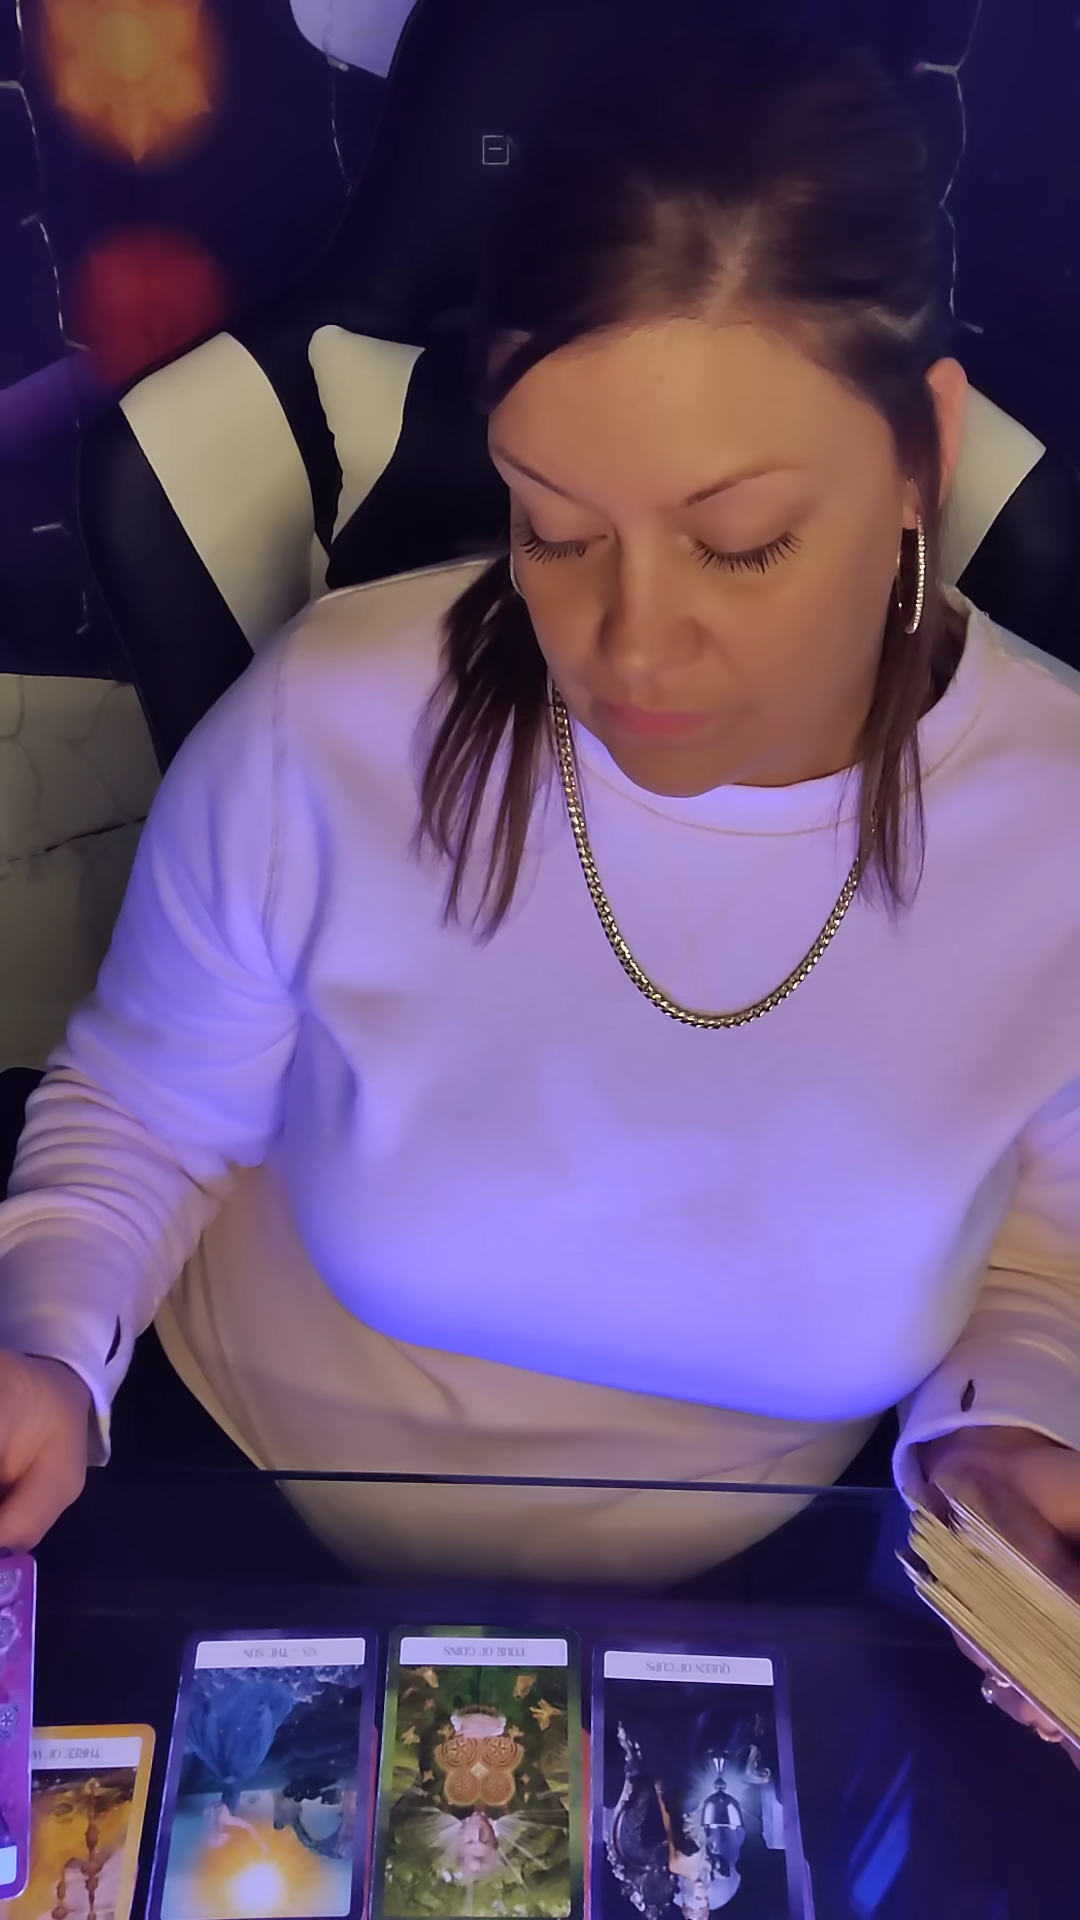 XIX - THE SUN
FOUR OF COINS
QUEEN OF CUPS
THREE OF W